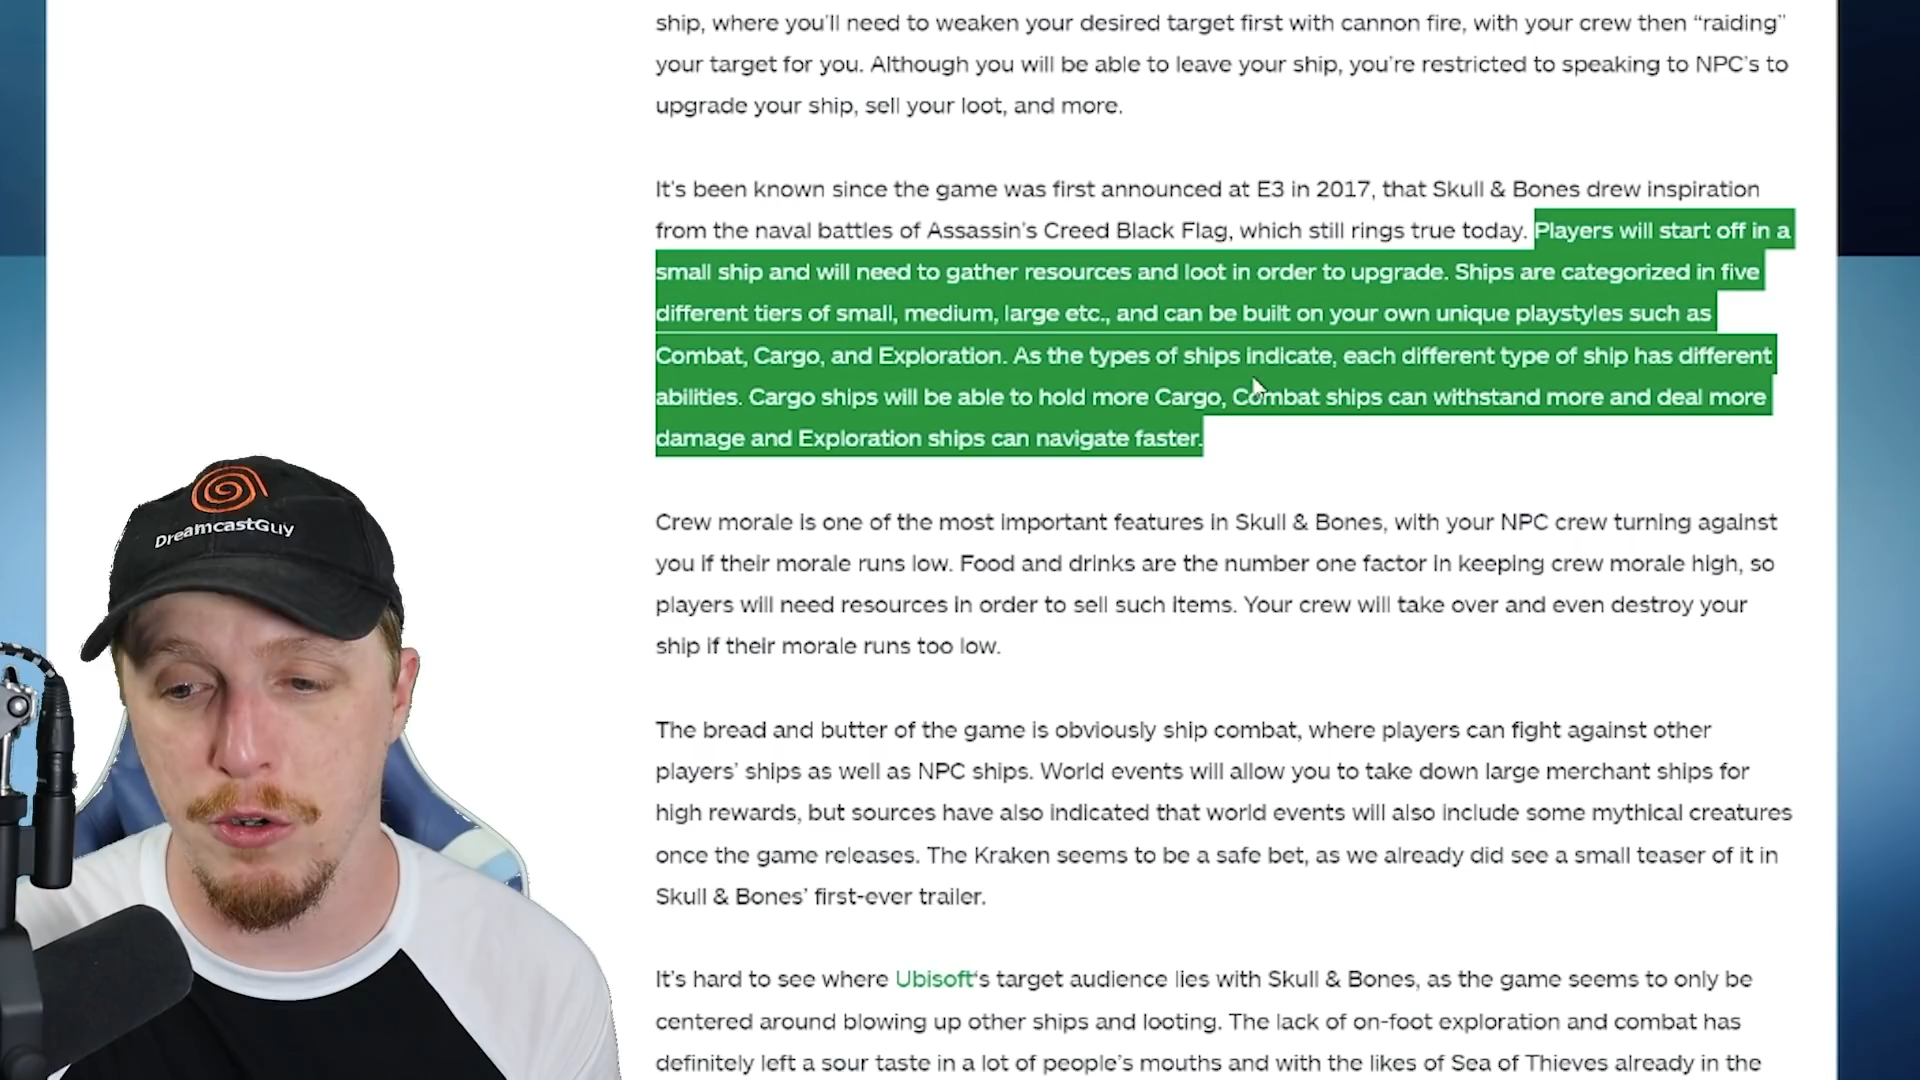 ship, where you'll need to weaken your desired target first with cannon fire, with your crew then “raiding”
your target for you. Although you will be able to leave your ship, you're restricted to speaking to NPC's to
upgrade your ship, sell your loot, and more.
It's been known since the game was first announced at E3 in 2017, that Skull & Bones drew inspiration
from the naval battles of Assassin's Creed Black Flag, which still rings true today. Players will start off in a
small ship and will need to gather resources and loot in order to upgrade. Ships are categorized in five
different tiers of small, medium, large etc., and can be built on your own unique playstyles such as
Combat, Cargo, and Exploration. As the types of ships indicate, each different type of ship has different
abilities. Cargo ships will be able to hold more Cargo, Combat ships can withstand more and deal more
damage and Exploration ships can navigate faster.
Crew morale is one of the most important features in Skull & Bones, with your NPC crew turning against
you if their morale runs low. Food and drinks are the number one factor in keeping crew morale high, so
players will need resources in order to sell such items. Your crew will take over and even destroy your
ship if their morale runs too low.
The bread and butter of the game is obviously ship combat, where players can fight against other
players’ ships as well as NPC ships. World events will allow you to take down large merchant ships for
high rewards, but sources have also indicated that world events will also include some mythical creatures
once the game releases. The Kraken seems to be a safe bet, as we already did see a small teaser of it in
Skull & Bones’ first-ever trailer.
It's hard to see where Ubisoft‘s target audience lies with Skull & Bones, as the game seems to only be
centered around blowing up other ships and looting. The lack of on-foot exploration and combat has
definitely left a sour taste in a lot of people's mouths and with the likes of Sea of Thieves already in the
DreamcastGuy